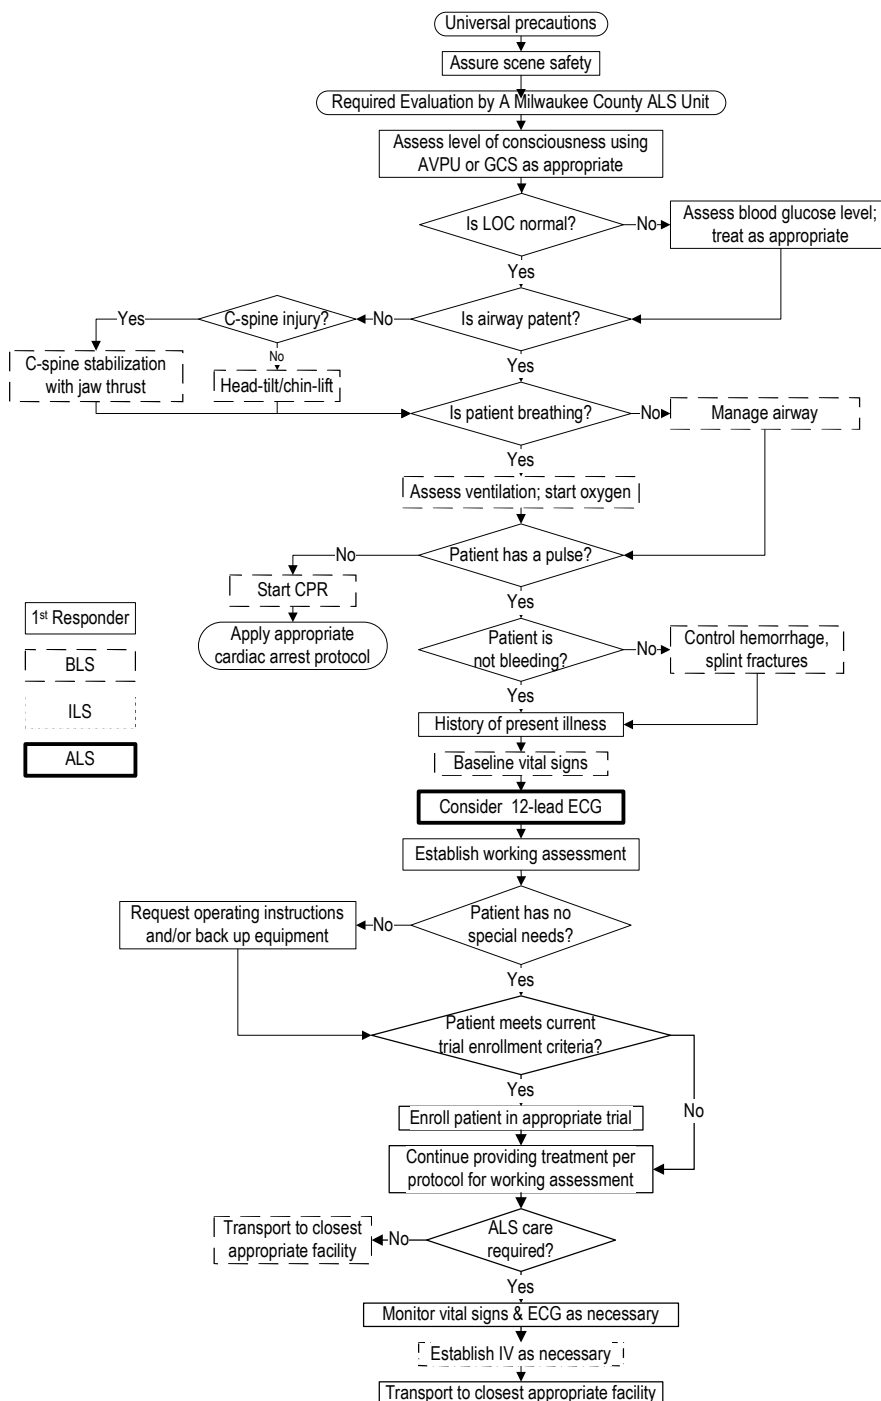 Universal precautions
Assure scene safety
Required Evaluation by A Milwaukee County ALS Unit
Assess level of consciousness using
AVPU or GCS as appropriate
Is LOC normal?
No
Assess blood glucose level;
treat as appropriate
Yes
Yes
C-spine injury?
No
Is airway patent?
No
Yes
C-spine stabilization
with jaw thrust
Head-tilt/chin-lift
Is patient breathing?
No
Manage airway
Yes
Assess ventilation; start oxygen
No
Patient has a pulse?
Start CPR
Yes
1st Responder
Apply appropriate
cardiac arrest protocol
Patient is
not bleeding?
No
Control hemorrhage,
splint fractures
BLS
Yes
ILS
History of present illness
ALS
Baseline vital signs
Consider 12-lead ECG
Establish working assessment
Request operating instructions
and/or back up equipment
No
Patient has no
special needs?
Yes
Patient meets current
trial enrollment criteria?
Yes
No
Enroll patient in appropriate trial
Continue providing treatment per
protocol for working assessment
Transport to closest
appropriate facility
No
ALS care
required?
Yes
Monitor vital signs & ECG as necessary
Establish IV as necessary
Transport to closest appropriate facility